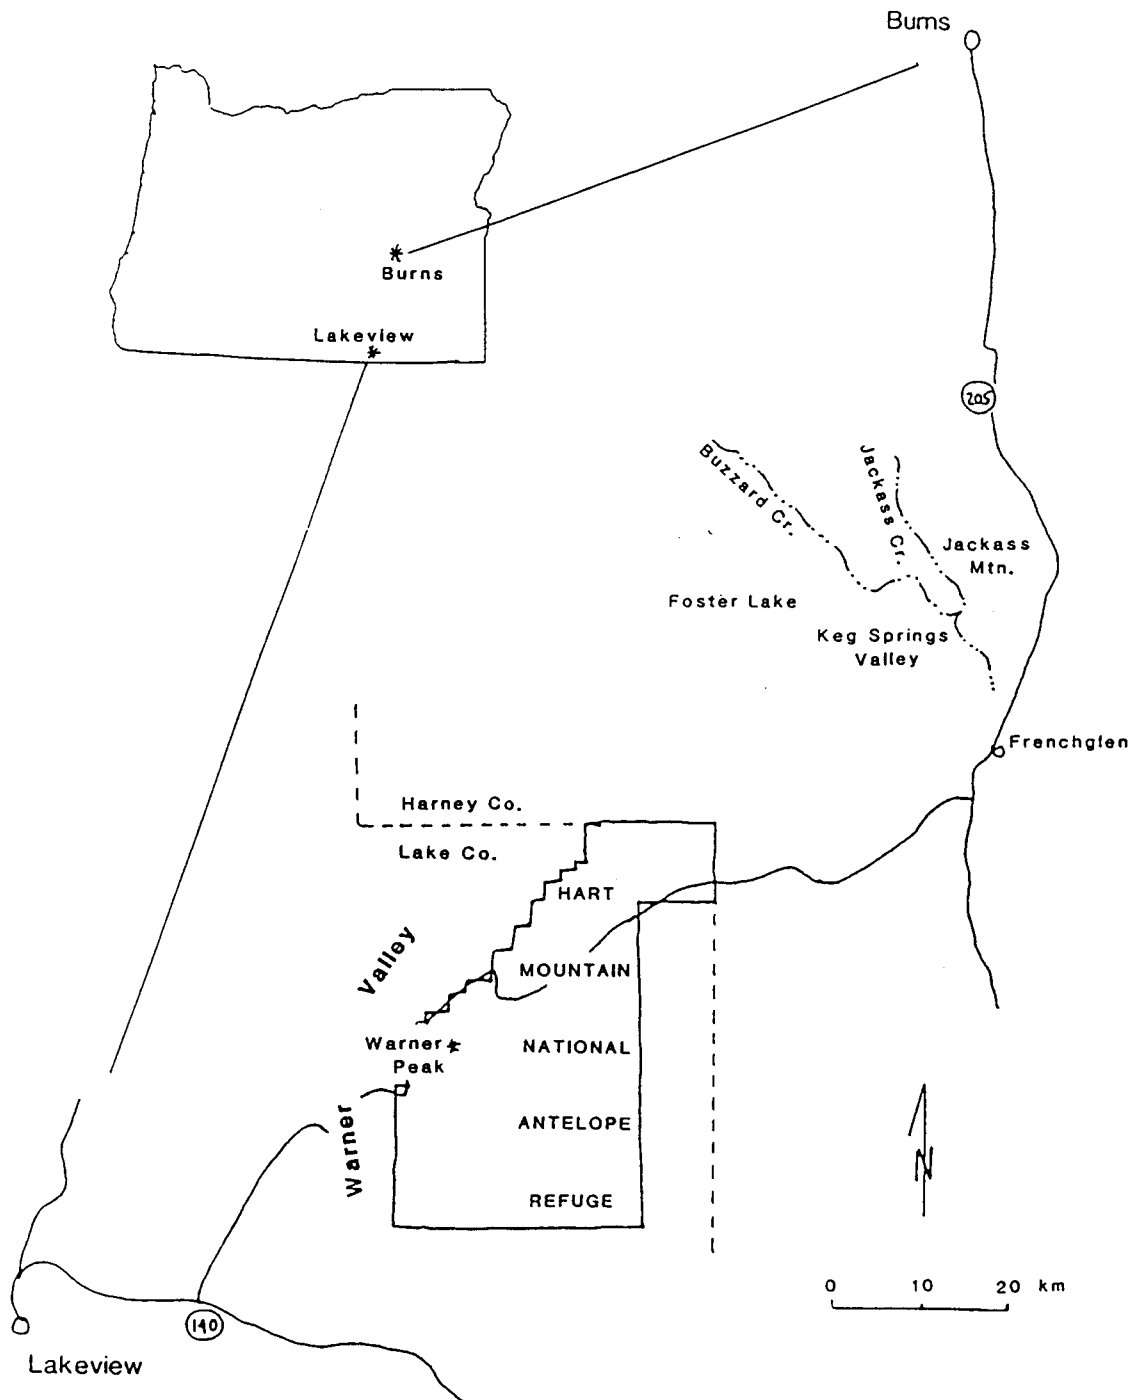 Burns
Burns
Lakeview
205
Buzzard Cr.
Jackass Cr.
Jackass
Mtn.
Foster Lake
Keg Springs
Valley
Frenchglen
Harney Co.
Lake Co.
HART
Valley
MOUNTAIN
Warner
Peak
NATIONAL
Warner
ANTELOPE
REFUGE
N
0 10 20 km
140
Lakeview